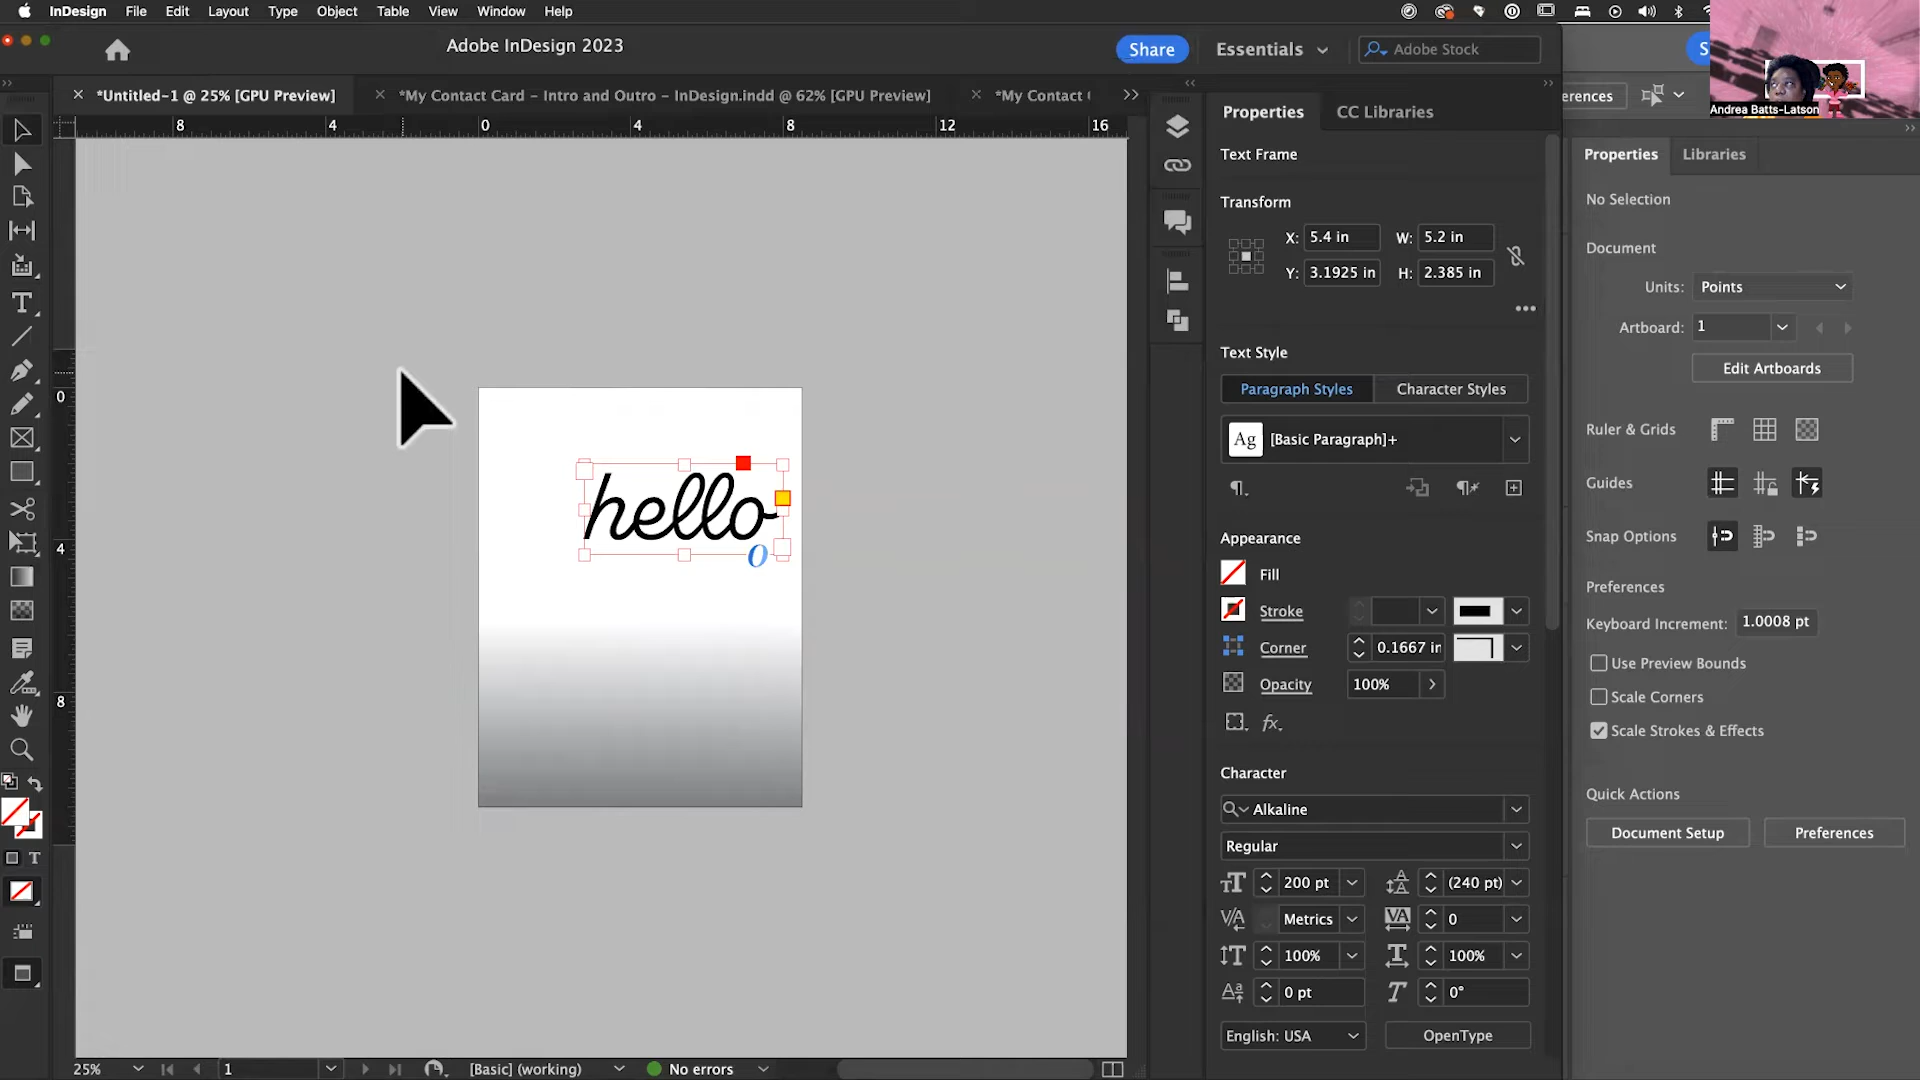 InDesign File Edit Layout Type Object Table View Window Help
Adobe InDesign 2023
Share Essentials Adobe Stock
*Untitled-1 @ 25% [GPU Preview] *My Contact Card - Intro and Outro - InDesign.indd @ 62% [GPU Preview] *My Contact
8 4 0 4 8 12 16
0
4
8
hello
O
25% 1 [Basic] (working) No errors
Properties CC Libraries
Text Frame
Transform
X: 5.4 in W: 5.2 in
Y: 3.1925 in H: 2.385 in
Text Style
Paragraph Styles Character Styles
Ag [Basic Paragraph]+
Appearance
Fill
Stroke
Corner 0.1667 in
Opacity 100%
fx.
Character
Alkaline
Regular
200 pt (240 pt)
Metrics 0
100% 100%
0 pt 0°
English: USA OpenType
Andrea Batts-Latson
erences
Properties Libraries
No Selection
Document
Units: Points
Artboard: 1
Edit Artboards
Ruler & Grids
Guides
Snap Options
Preferences
Keyboard Increment: 1.0008 pt
Use Preview Bounds
Scale Corners
Scale Strokes & Effects
Quick Actions
Document Setup Preferences